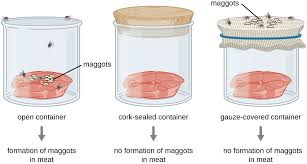 maggots
maggots
open container
cork-sealed container
gauze-covered container
formation of maggots
in meat
no formation of maggots
in meat
no formation of maggots
in meat